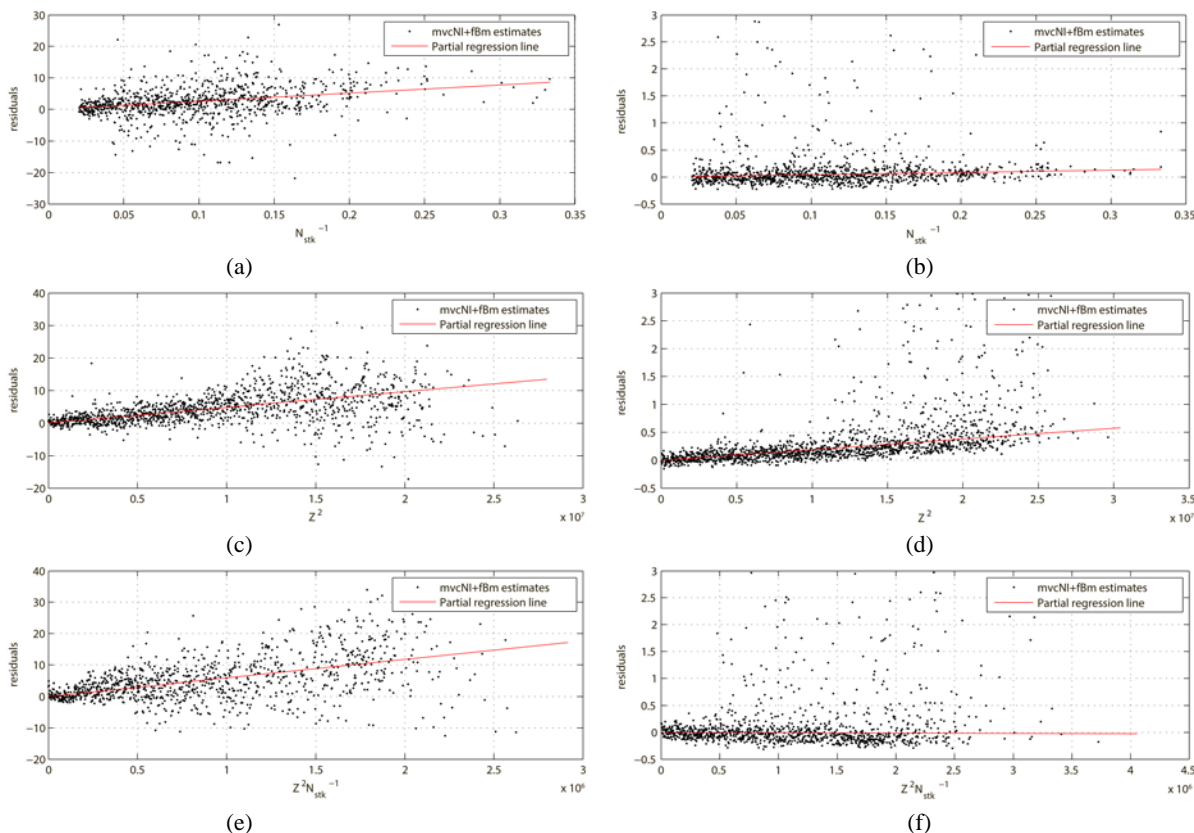 30
20
10
0
−10
−20
−30
residuals
mvcNI+fBm estimates
Partial regression line
0 0.05 0.1 0.15 0.2 0.25 0.3 0.35
N_stk^−1
(a)
3
2.5
2
1.5
1
0.5
0
−0.5
residuals
mvcNI+fBm estimates
Partial regression line
0 0.05 0.1 0.15 0.2 0.25 0.3 0.35
N_stk^−1
(b)
40
30
20
10
0
−10
−20
residuals
mvcNI+fBm estimates
Partial regression line
0 0.5 1 1.5 2 2.5 3
Z^2
x 10^7
(c)
3
2.5
2
1.5
1
0.5
0
−0.5
residuals
mvcNI+fBm estimates
Partial regression line
0 0.5 1 1.5 2 2.5 3 3.5
Z^2
x 10^7
(d)
40
30
20
10
0
−10
−20
residuals
mvcNI+fBm estimates
Partial regression line
0 0.5 1 1.5 2 2.5 3
Z^2 N_stk^−1
x 10^6
(e)
3
2.5
2
1.5
1
0.5
0
−0.5
residuals
mvcNI+fBm estimates
Partial regression line
0 0.5 1 1.5 2 2.5 3 3.5 4 4.5
Z^2 N_stk^−1
x 10^6
(f)